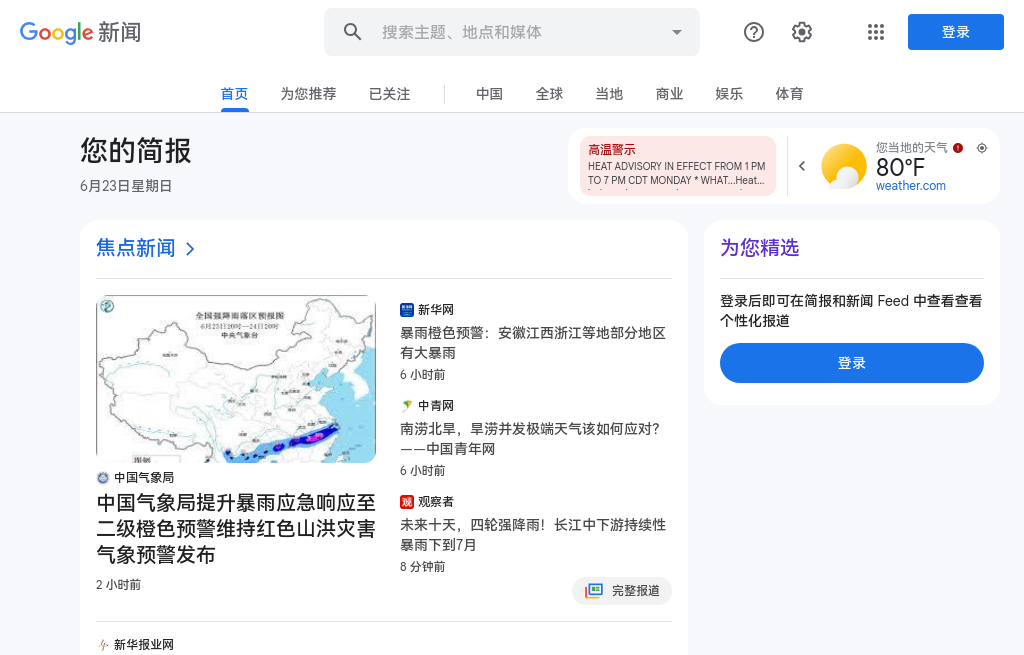 Google 新闻
搜索主题、地点和媒体
登录
首页
为您推荐
已关注
中国
全球
当地
商业
娱乐
体育
您的简报
6月23日星期日
高温警示
HEAT ADVISORY IN EFFECT FROM 1 PM
TO 7 PM CDT MONDAY * WHAT...Heat...
您当地的天气
80°F
weather.com
焦点新闻
全国强降雨落区预报图
6月23日20时—24日20时
中央气象台
图例
中国气象局
中国气象局提升暴雨应急响应至
二级橙色预警维持红色山洪灾害
气象预警发布
2 小时前
新华网
暴雨橙色预警：安徽江西浙江等地部分地区
有大暴雨
6 小时前
中青网
南涝北旱，旱涝并发极端天气该如何应对？
——中国青年网
6 小时前
观察者
未来十天，四轮强降雨！长江中下游持续性
暴雨下到7月
8 分钟前
完整报道
新华报业网
为您精选
登录后即可在简报和新闻 Feed 中查看查看
个性化报道
登录